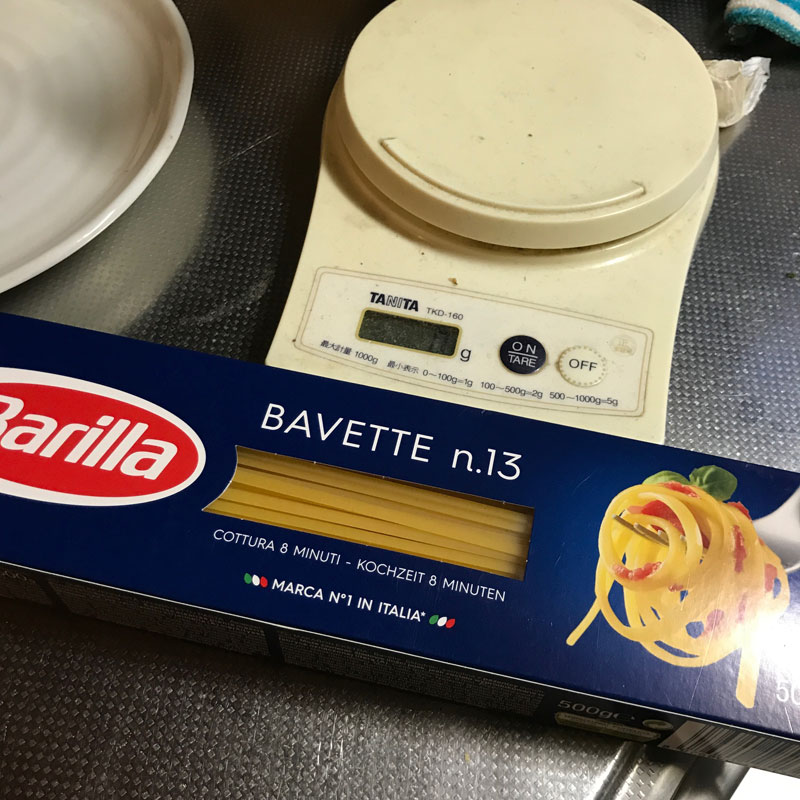 TANITA TKD-160
g
ON
TARE
OFF
最大計量 1000g 最小表示 0~100g=1g 100~500g=2g 500~1000g=5g
Barilla
BAVETTE n.13
COTTURA 8 MINUTI - KOCHZEIT 8 MINUTEN
MARCA N°1 IN ITALIA*
500g